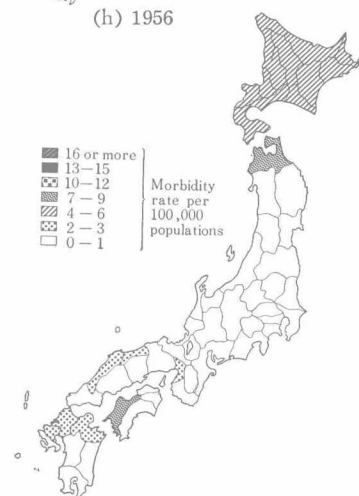 (h) 1956
16 or more
13-15
10-12
7-9
4-6
2-3
0-1
Morbidity
rate per
100,000
populations